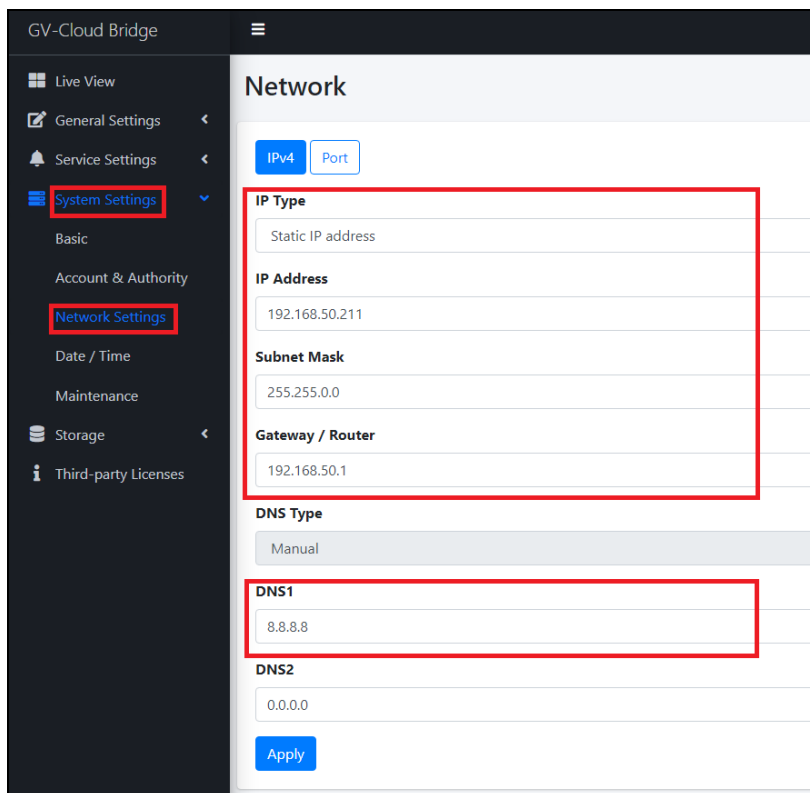 GV-Cloud Bridge
Live View
General Settings
Service Settings
System Settings
Basic
Account & Authority
Network Settings
Date / Time
Maintenance
Storage
Third-party Licenses
Network
IPv4
Port
IP Type
Static IP address
IP Address
192.168.50.211
Subnet Mask
255.255.0.0
Gateway / Router
192.168.50.1
DNS Type
Manual
DNS1
8.8.8.8
DNS2
0.0.0.0
Apply